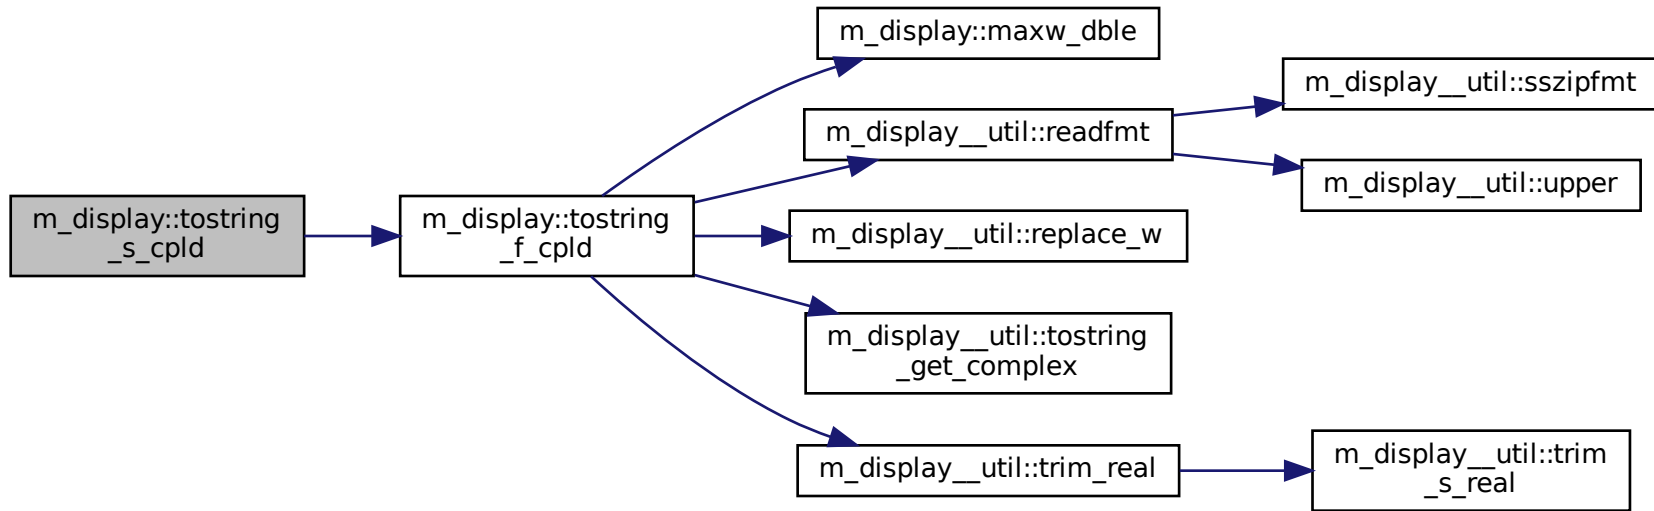 m_display::tostring
_s_cpld
m_display::tostring
_f_cpld
m_display::maxw_dble
m_display__util::readfmt
m_display__util::sszipfmt
m_display__util::upper
m_display__util::replace_w
m_display__util::tostring
_get_complex
m_display__util::trim_real
m_display__util::trim
_s_real